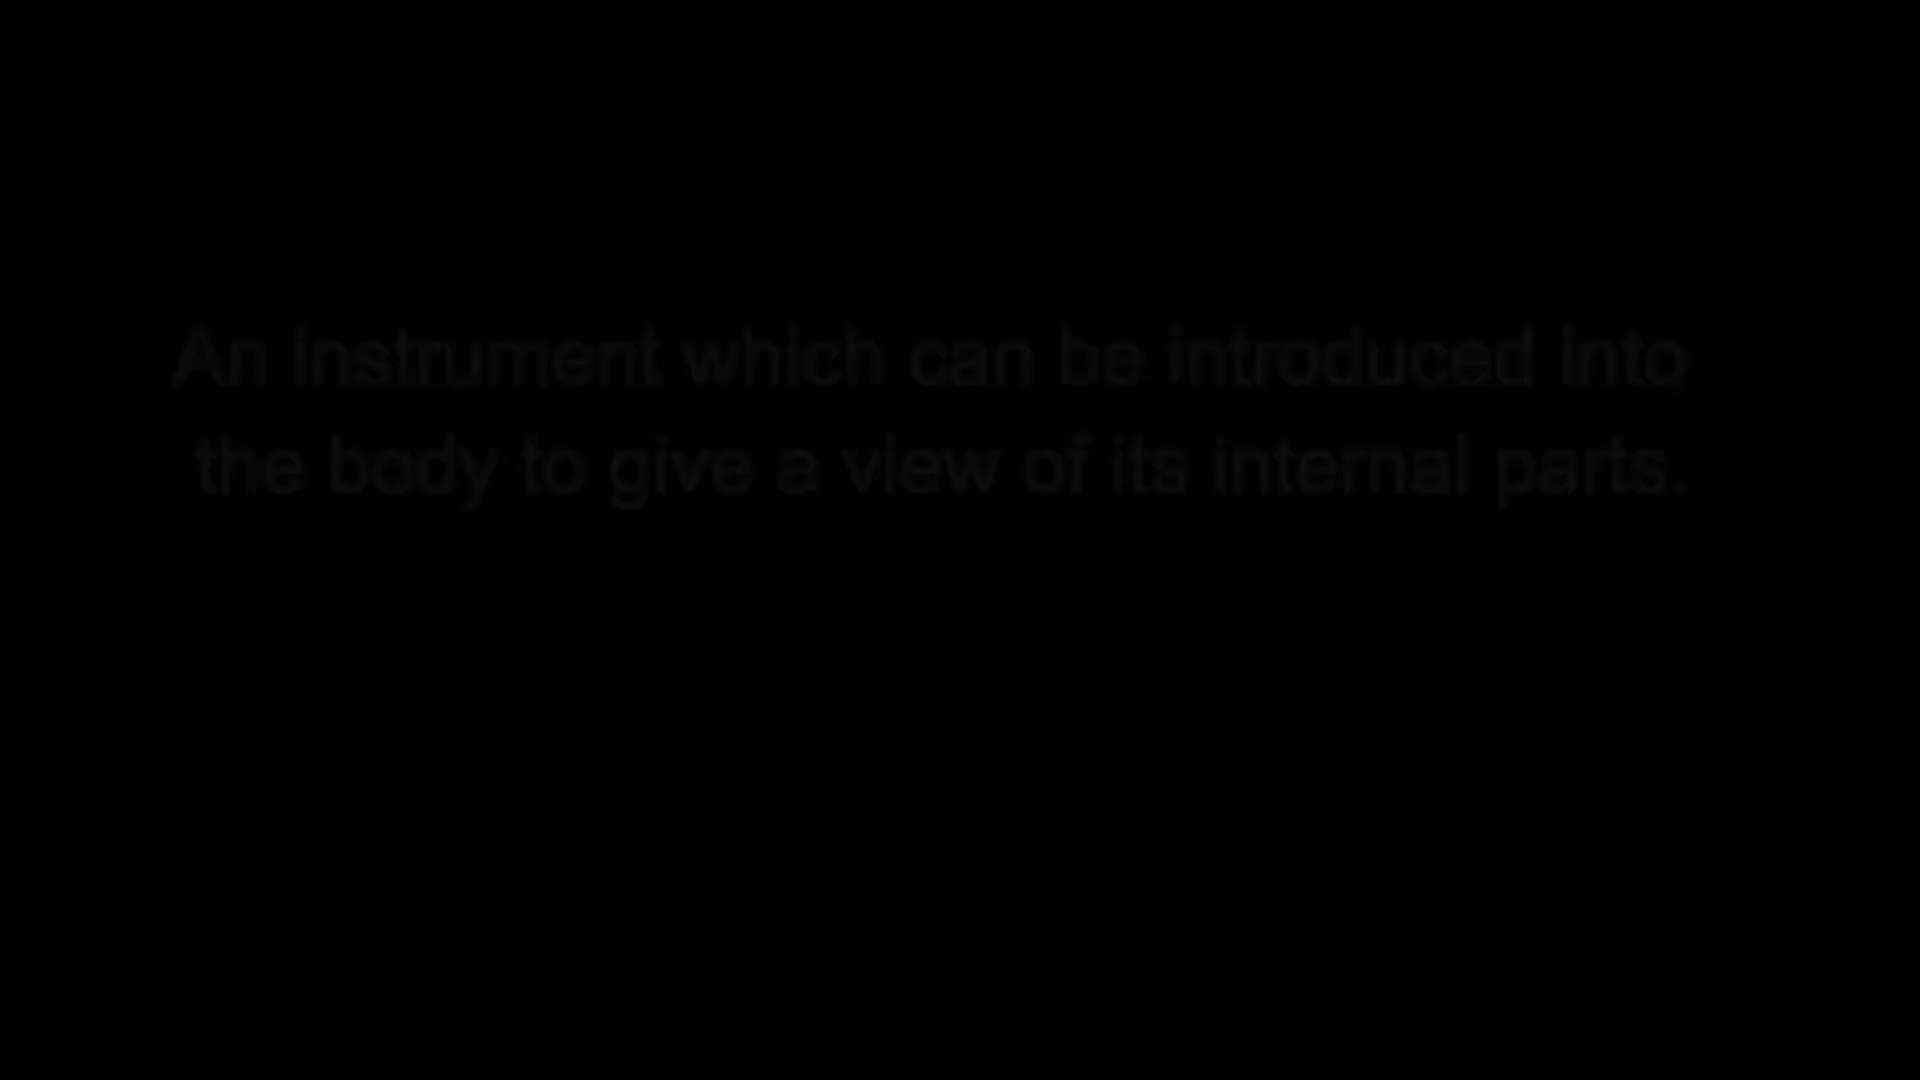 An instrument which can be introduced into
the body to give a view of its internal parts.